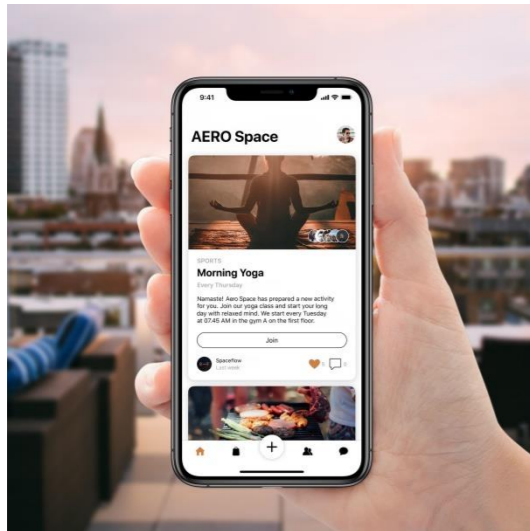 9:41
AERO Space
SPORTS
Morning Yoga
Every Thursday
Namaste! Aero Space has prepared a new activity
for you. Join our yoga class and start your long
day with relaxed mind. We start every Tuesday
at 07:45 AM in the gym A on the first floor.
Join
Spaceflow
Last week